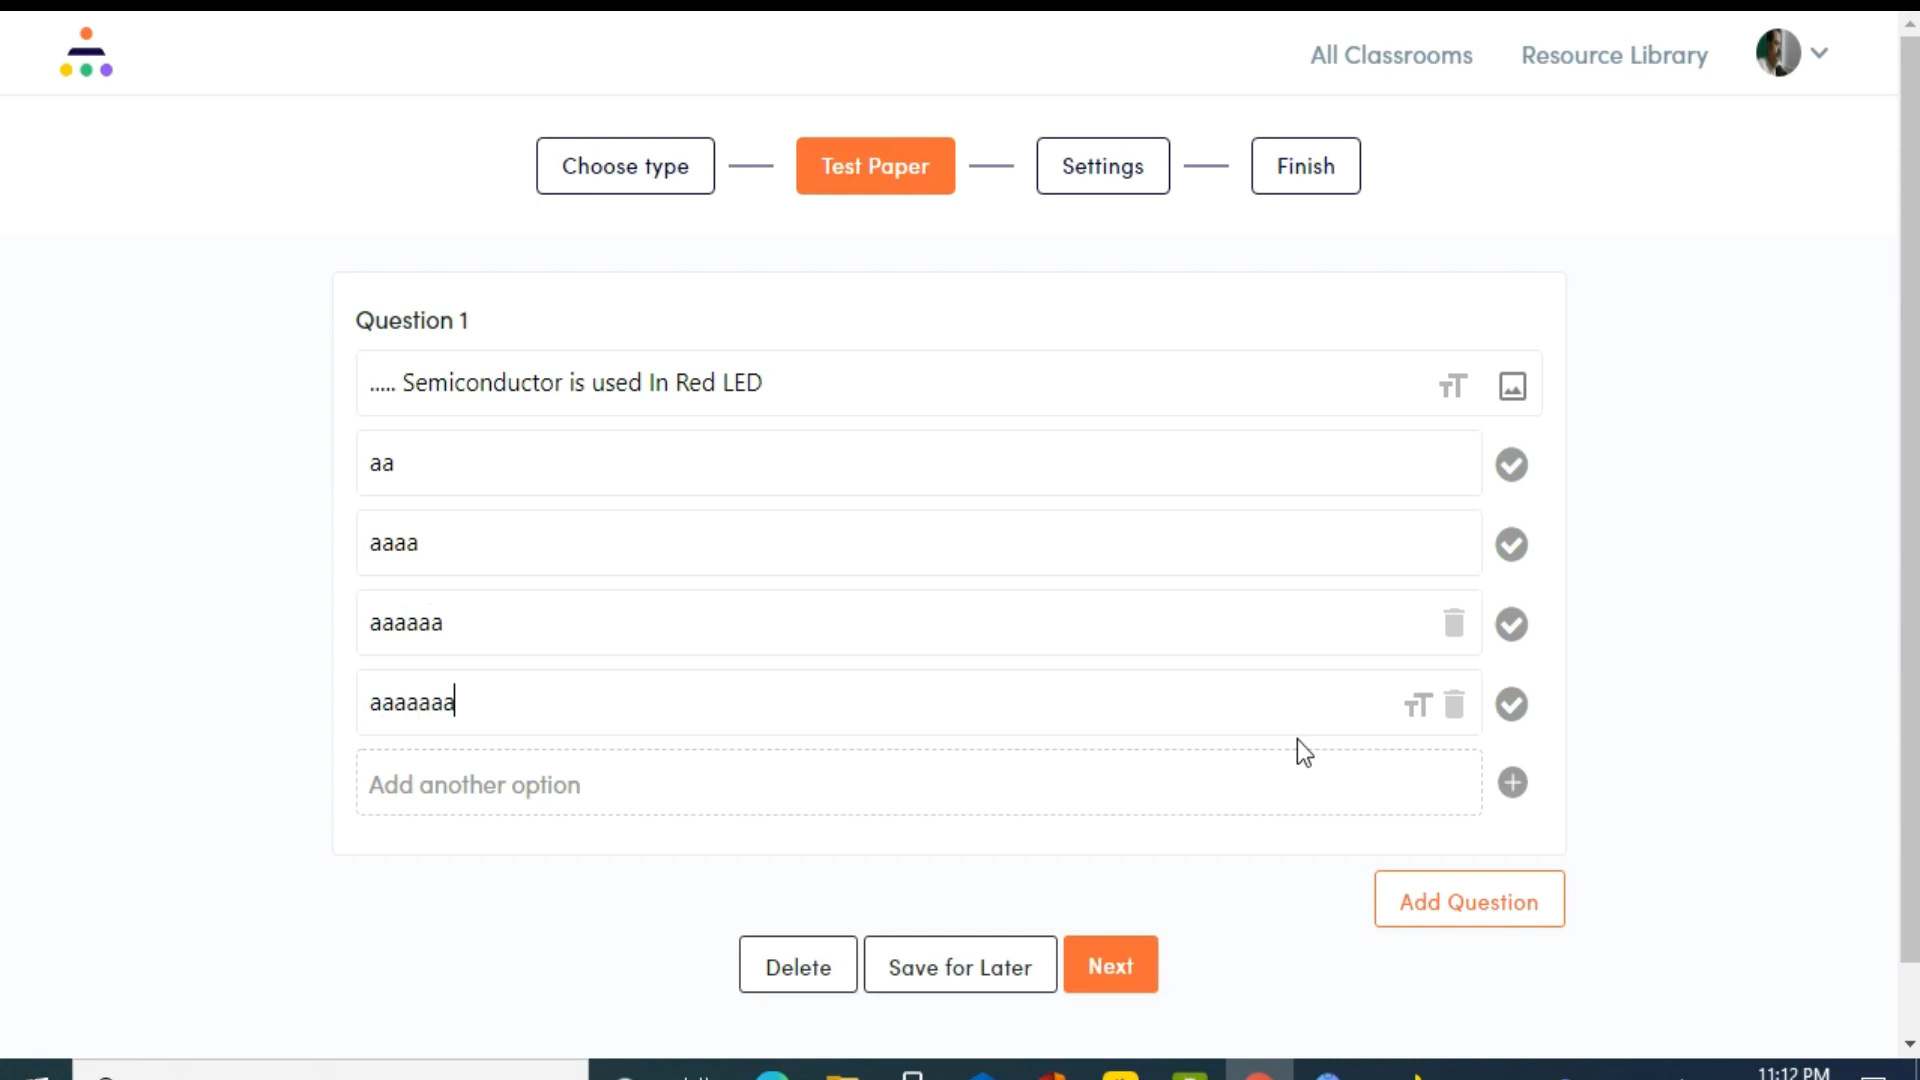 All Classrooms Resource Library
Choose type Test Paper Settings Finish
Question 1
..... Semiconductor is used In Red LED
aa
aaaa
aaaaaa
aaaaaaa
Add another option
Add Question
Delete Save for Later Next
11:12 PM